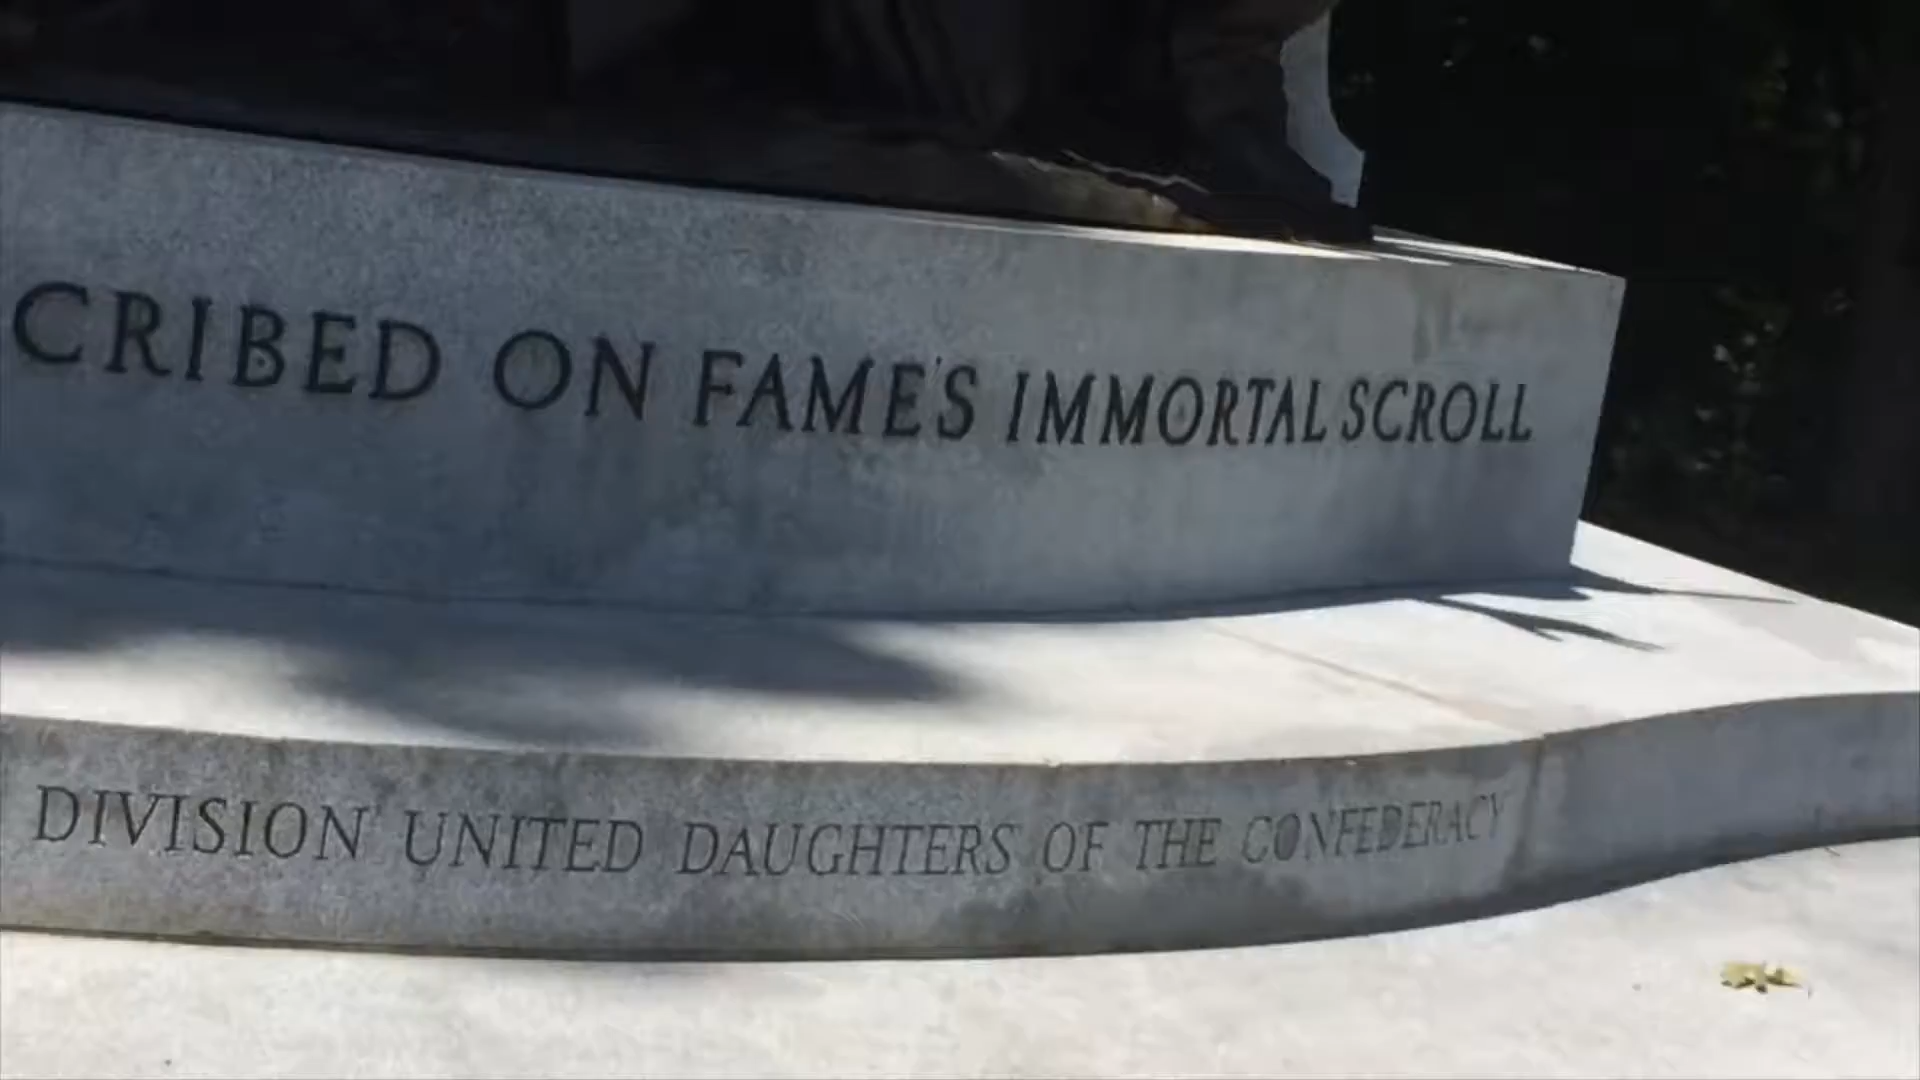 CRIBED ON FAME'S IMMORTAL SCROLL
DIVISION UNITED DAUGHTERS OF THE CONFEDERACY